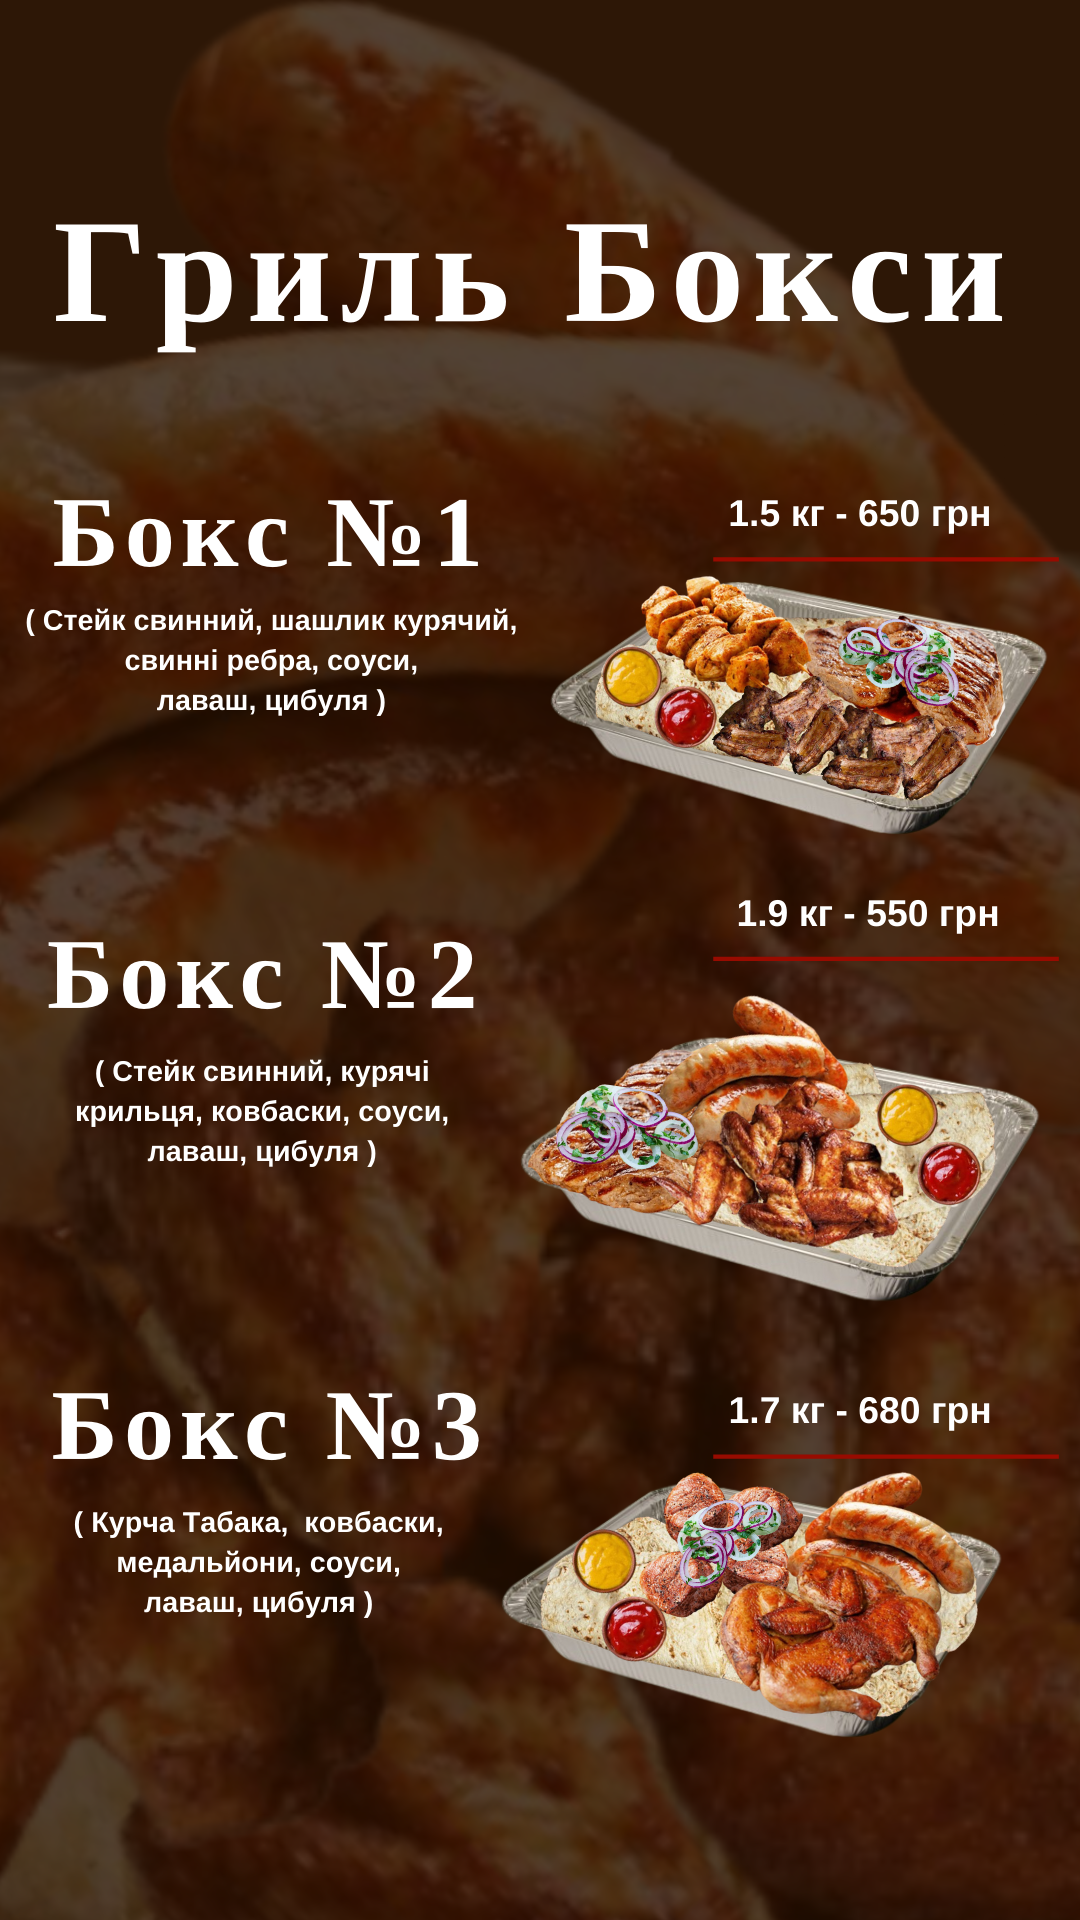 Гриль Бокси
Бокс №1
1.5 кг - 650 грн
( Стейк свинний, шашлик курячий,
свинні ребра, соуси,
лаваш, цибуля )
1.9 кг - 550 грн
Бокс №2
( Стейк свинний, курячі
крильця, ковбаски, соуси,
лаваш, цибуля )
Бокс №3
1.7 кг - 680 грн
( Курча Табака,  ковбаски,
медальйони, соуси,
лаваш, цибуля )